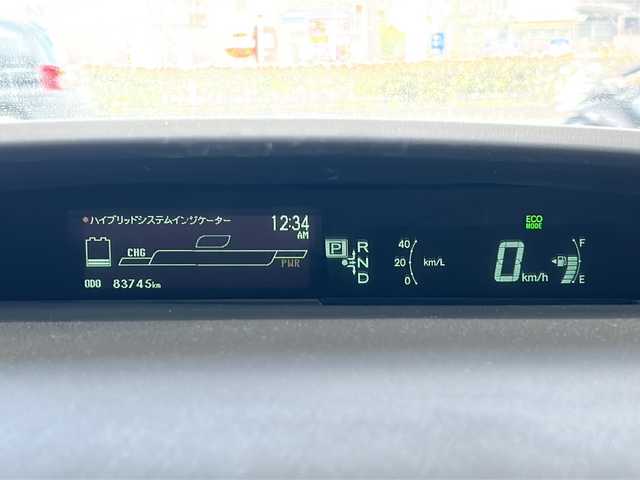 ハイブリッドシステムインジケーター
12:34
AM
CHG
PWR
ODO 83745km
P
R
N
D
40
20
0
km/L
ECO
MODE
0 km/h
F
E